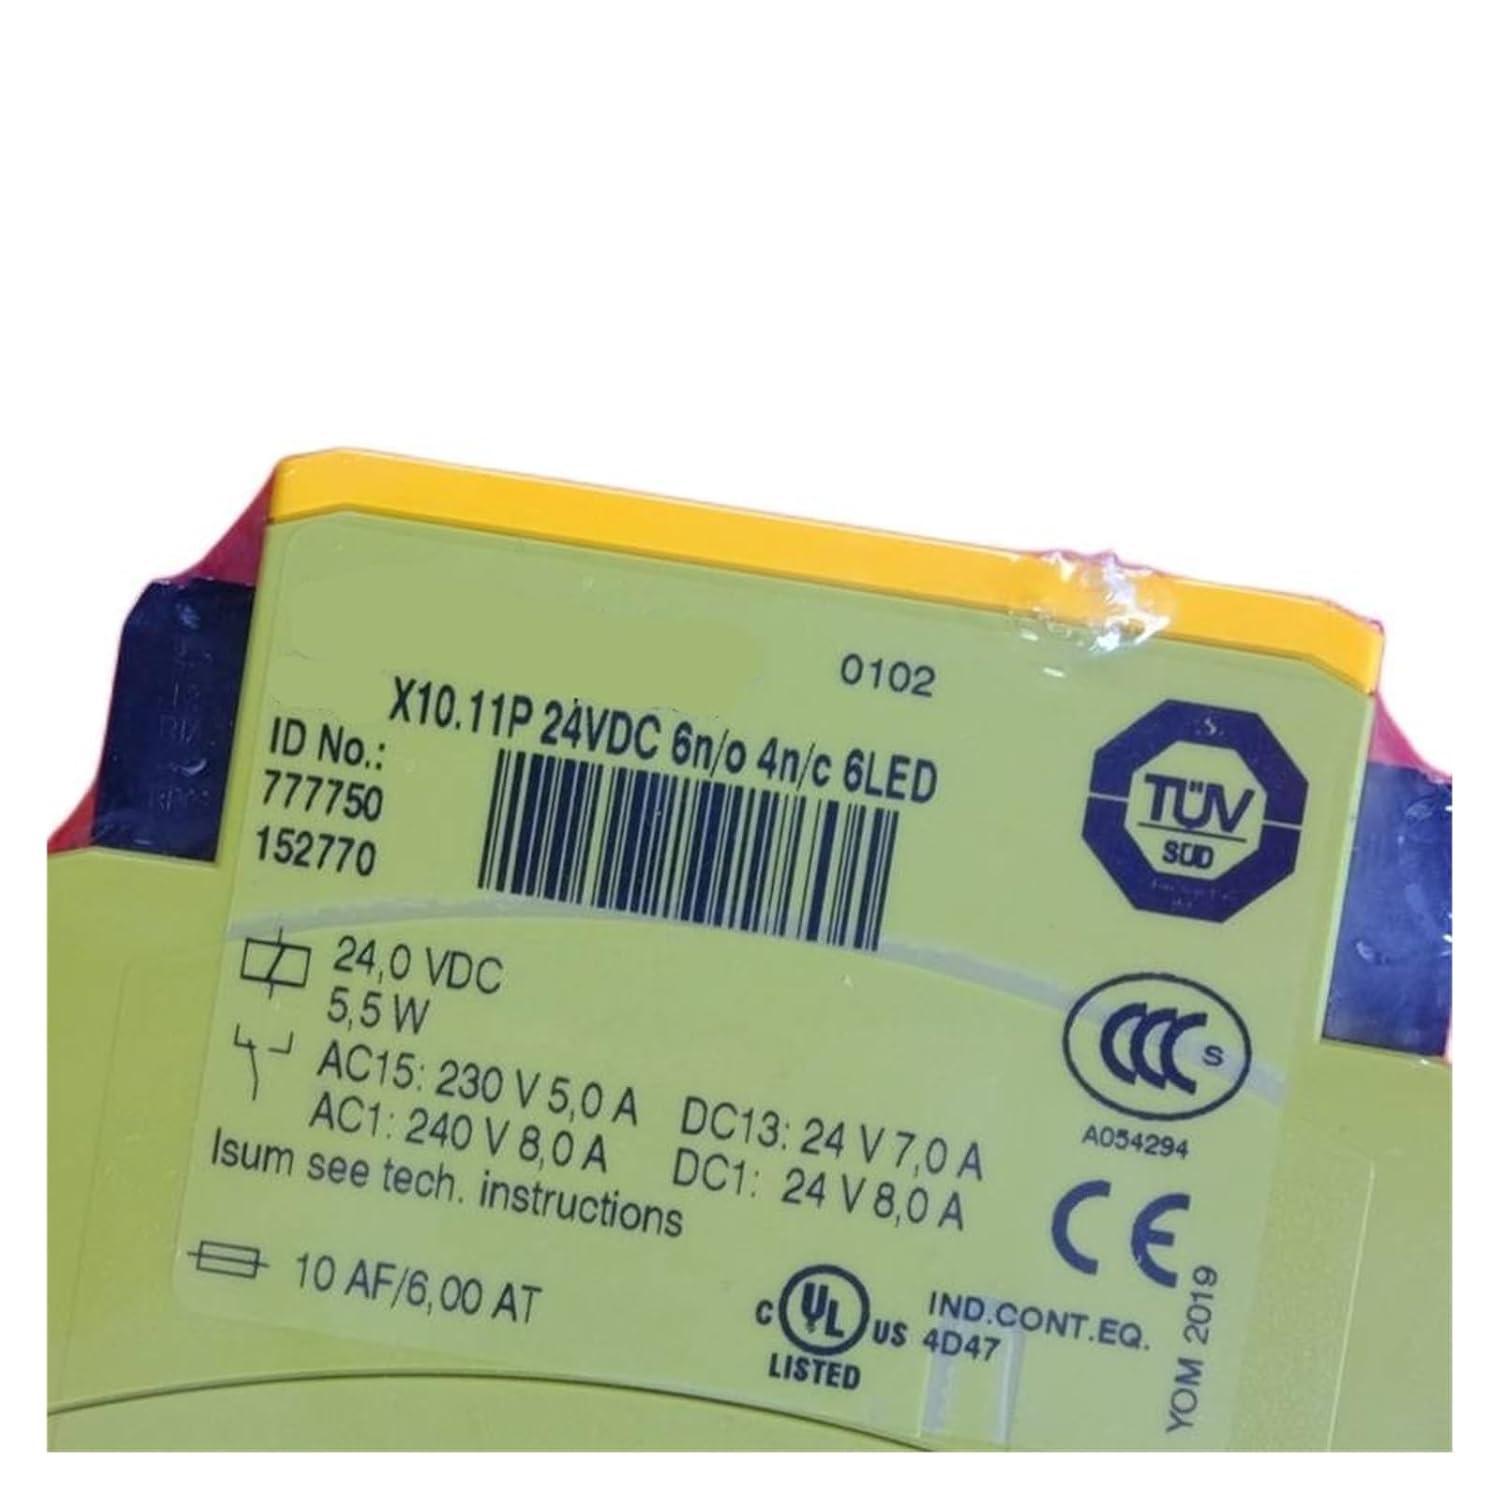 0102
X10.11P 24VDC 6n/o 4n/c 6LED
ID No.:
777750
152770
TÜV
SÜD
24,0 VDC
5,5 W
AC15: 230 V 5,0 A DC13: 24 V 7,0 A
AC1: 240 V 8,0 A DC1: 24 V 8,0 A
Isum see tech. instructions
CCC S
A054294
CE
10 AF/6,00 AT
C UL US
LISTED
IND.CONT.EQ.
4D47
YOM 2019